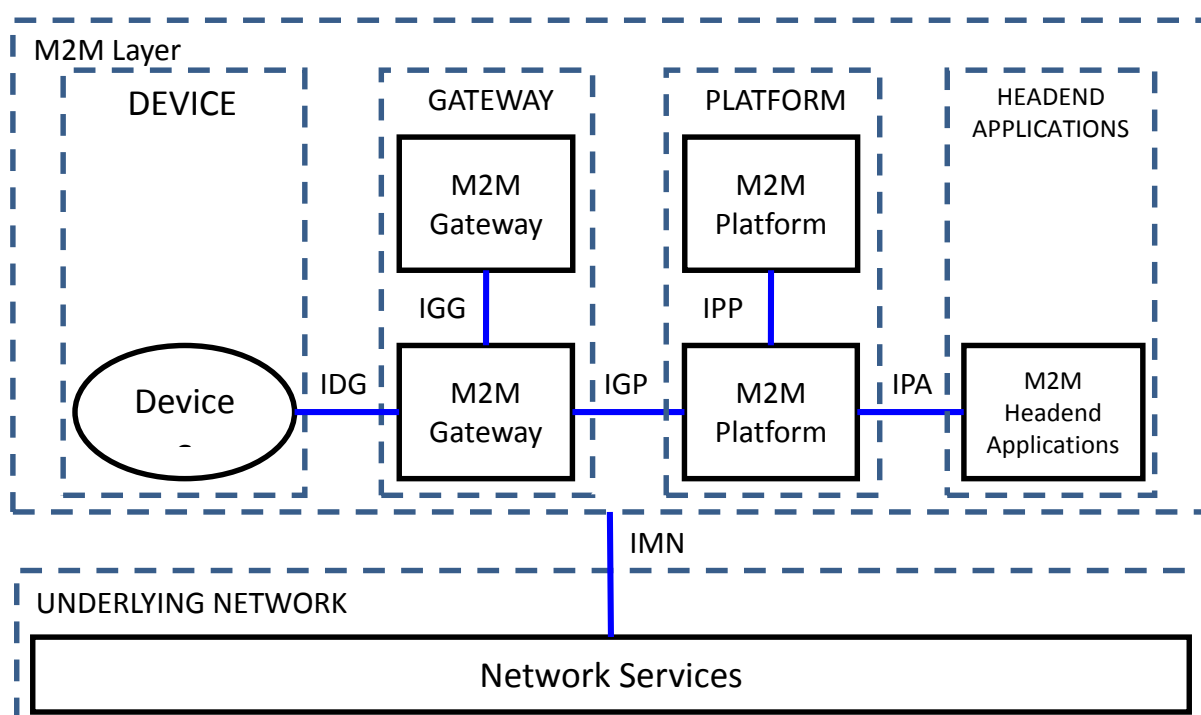 M2M Layer
DEVICE
GATEWAY
PLATFORM
HEADEND
APPLICATIONS
M2M
Gateway
M2M
Platform
IGG
IPP
Device
IDG
M2M
Gateway
IGP
M2M
Platform
IPA
M2M
Headend
Applications
IMN
UNDERLYING NETWORK
Network Services